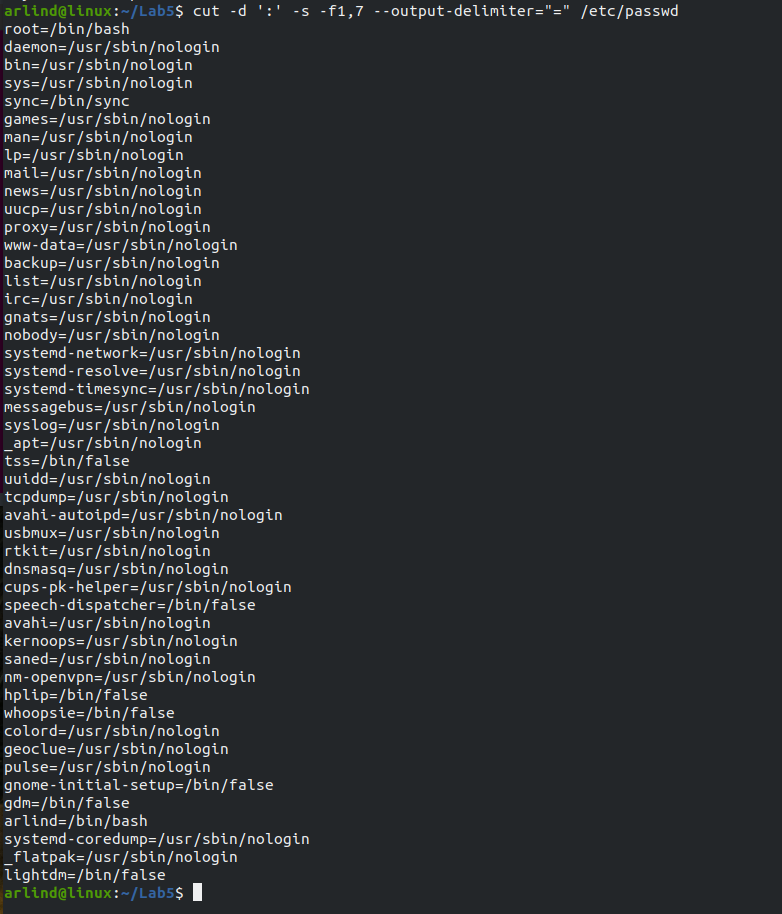 arlind@linux:~/Lab5$ cut -d ':' -s -f1,7 --output-delimiter="=" /etc/passwd
root=/bin/bash
daemon=/usr/sbin/nologin
bin=/usr/sbin/nologin
sys=/usr/sbin/nologin
sync=/bin/sync
games=/usr/sbin/nologin
man=/usr/sbin/nologin
lp=/usr/sbin/nologin
mail=/usr/sbin/nologin
news=/usr/sbin/nologin
uucp=/usr/sbin/nologin
proxy=/usr/sbin/nologin
www-data=/usr/sbin/nologin
backup=/usr/sbin/nologin
list=/usr/sbin/nologin
irc=/usr/sbin/nologin
gnats=/usr/sbin/nologin
nobody=/usr/sbin/nologin
systemd-network=/usr/sbin/nologin
systemd-resolve=/usr/sbin/nologin
systemd-timesync=/usr/sbin/nologin
messagebus=/usr/sbin/nologin
syslog=/usr/sbin/nologin
_apt=/usr/sbin/nologin
tss=/bin/false
uuidd=/usr/sbin/nologin
tcpdump=/usr/sbin/nologin
avahi-autoipd=/usr/sbin/nologin
usbmux=/usr/sbin/nologin
rtkit=/usr/sbin/nologin
dnsmasq=/usr/sbin/nologin
cups-pk-helper=/usr/sbin/nologin
speech-dispatcher=/bin/false
avahi=/usr/sbin/nologin
kernoops=/usr/sbin/nologin
saned=/usr/sbin/nologin
nm-openvpn=/usr/sbin/nologin
hplip=/bin/false
whoopsie=/bin/false
colord=/usr/sbin/nologin
geoclue=/usr/sbin/nologin
pulse=/usr/sbin/nologin
gnome-initial-setup=/bin/false
gdm=/bin/false
arlind=/bin/bash
systemd-coredump=/usr/sbin/nologin
_flatpak=/usr/sbin/nologin
lightdm=/bin/false
arlind@linux:~/Lab5$